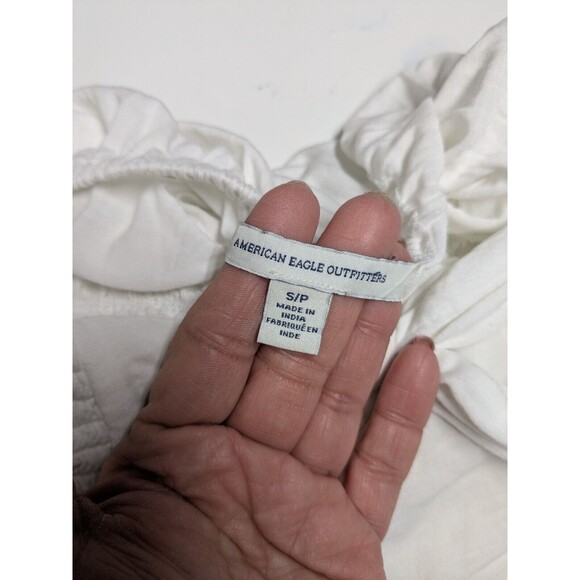 AMERICAN EAGLE OUTFITTERS
S/P
MADE IN
INDIA
FABRIQUÉ EN
INDE